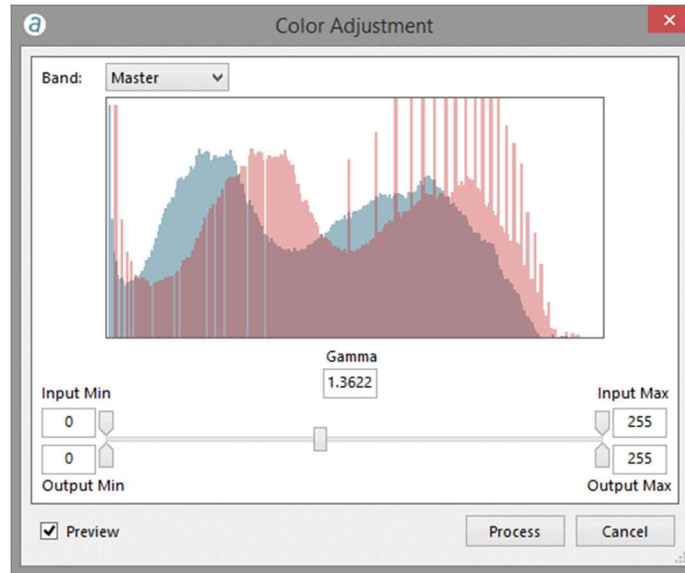 a Color Adjustment x
Band: Master
Gamma
1.3622
Input Min
Input Max
0
255
0
255
Output Min
Output Max
Preview
Process
Cancel